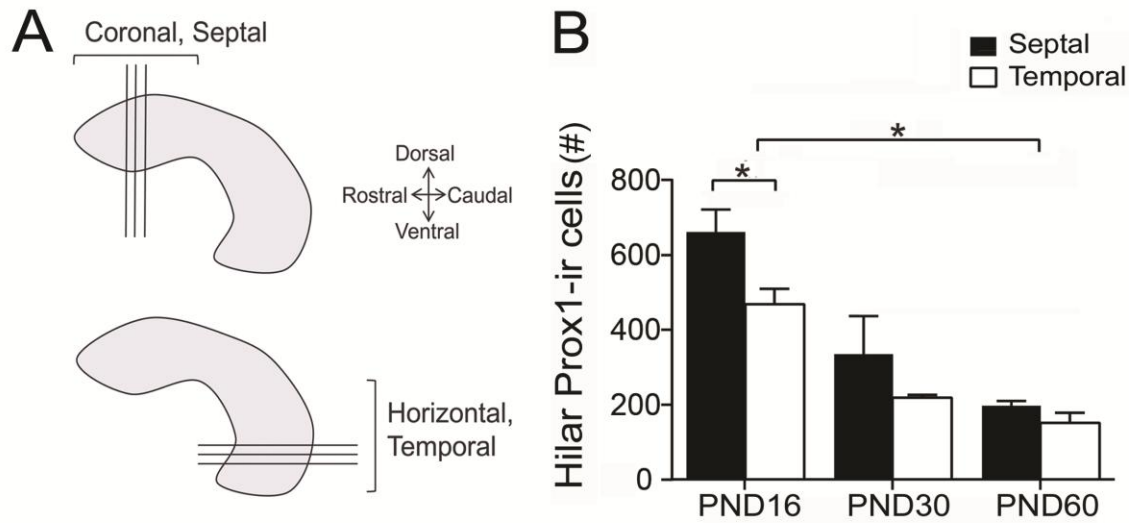 A
Coronal, Septal
Dorsal
Rostral
Caudal
Ventral
Horizontal,
Temporal
B
Septal
Temporal
*
*
Hilar Prox1-ir cells (#)
800
600
400
200
0
PND16
PND30
PND60